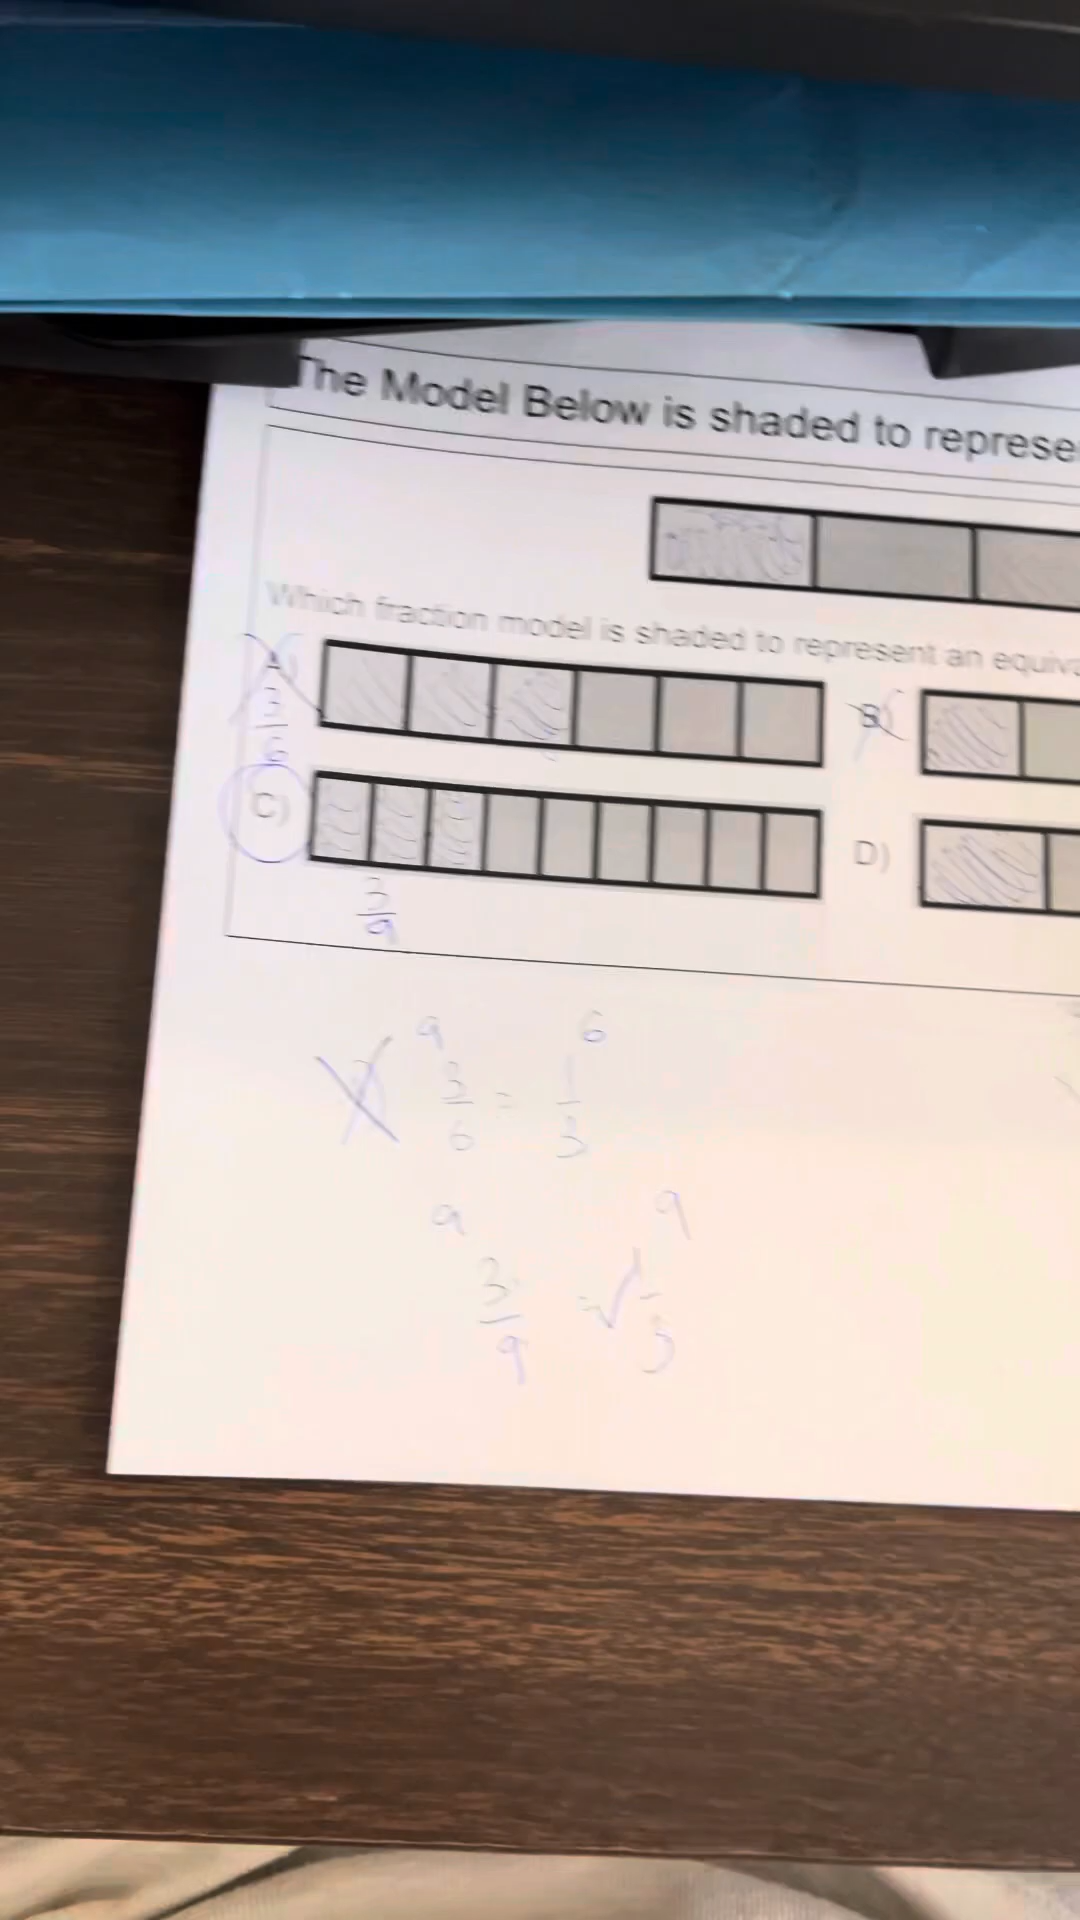 The Model Below is shaded to represe
Which fraction model is shaded to represent an equiva
A)
3
6
B)
C)
D)
3
9
9 6
3 = 1
6 3
9 9
3 = 1
9 3